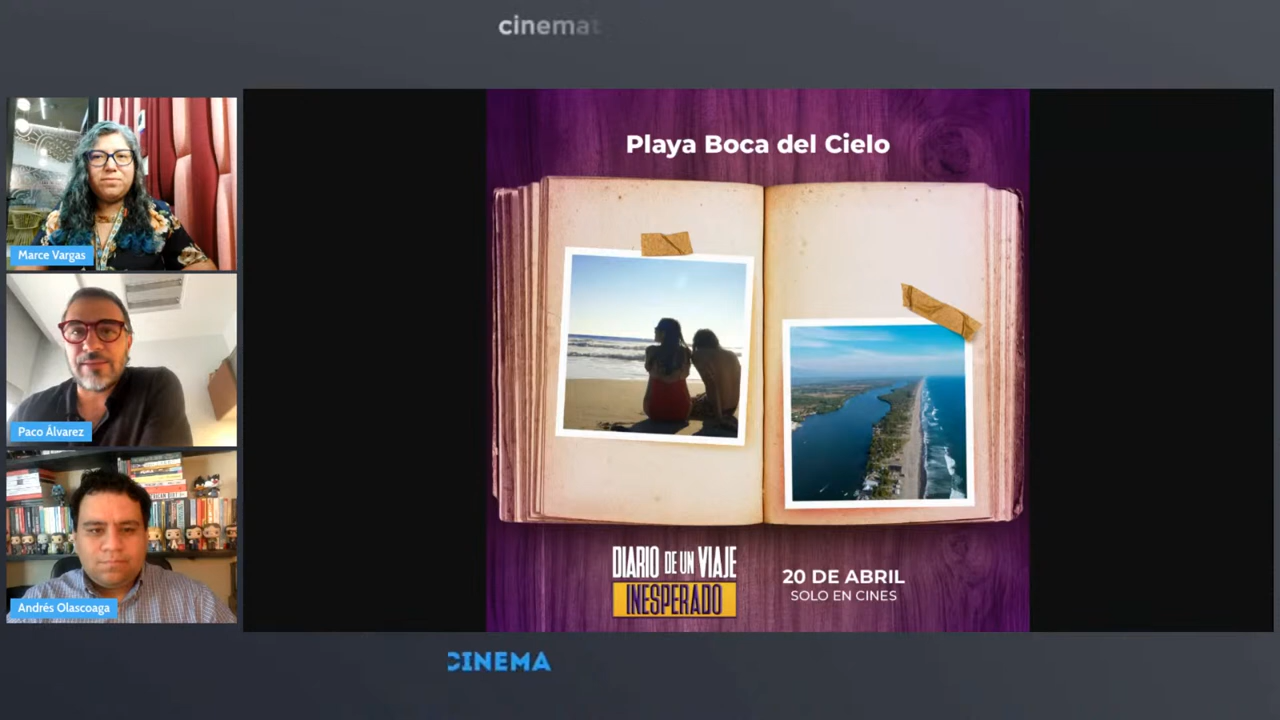 cinemat
Marce Vargas
Paco Álvarez
Andrés Olascoaga
Playa Boca del Cielo
DIARIO DE UN VIAJE
INESPERADO
20 DE ABRIL
SOLO EN CINES
CINEMA